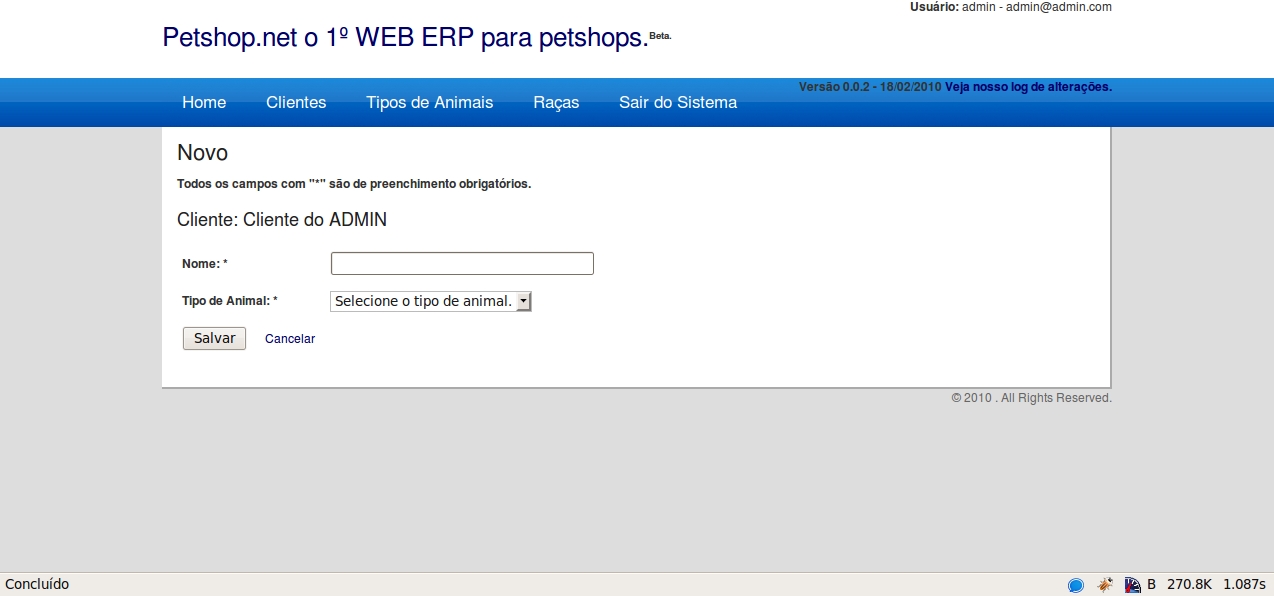 Usuário: admin - admin@admin.com
Petshop.net o 1º WEB ERP para petshops.Beta.
Versão 0.0.2 - 18/02/2010 Veja nosso log de alterações.
Home Clientes Tipos de Animais Raças Sair do Sistema
Novo
Todos os campos com "*" são de preenchimento obrigatórios.
Cliente: Cliente do ADMIN
Nome: *
Tipo de Animal: * Selecione o tipo de animal.
Salvar Cancelar
© 2010 . All Rights Reserved.
Concluído B 270.8K 1.087s